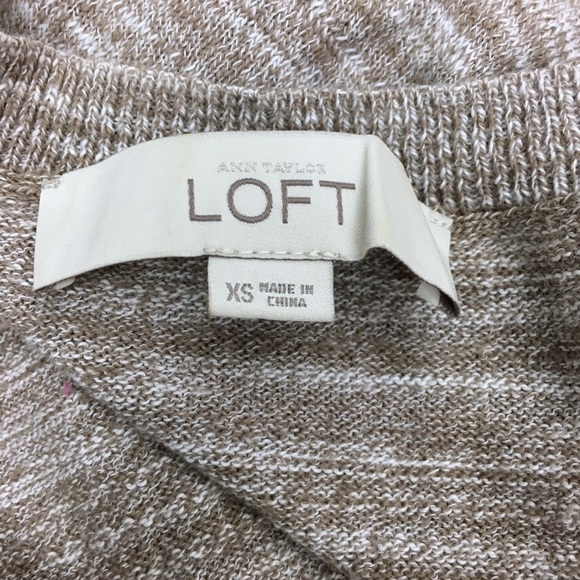 ANN TAYLOR
LOFT
XS MADE IN
CHINA